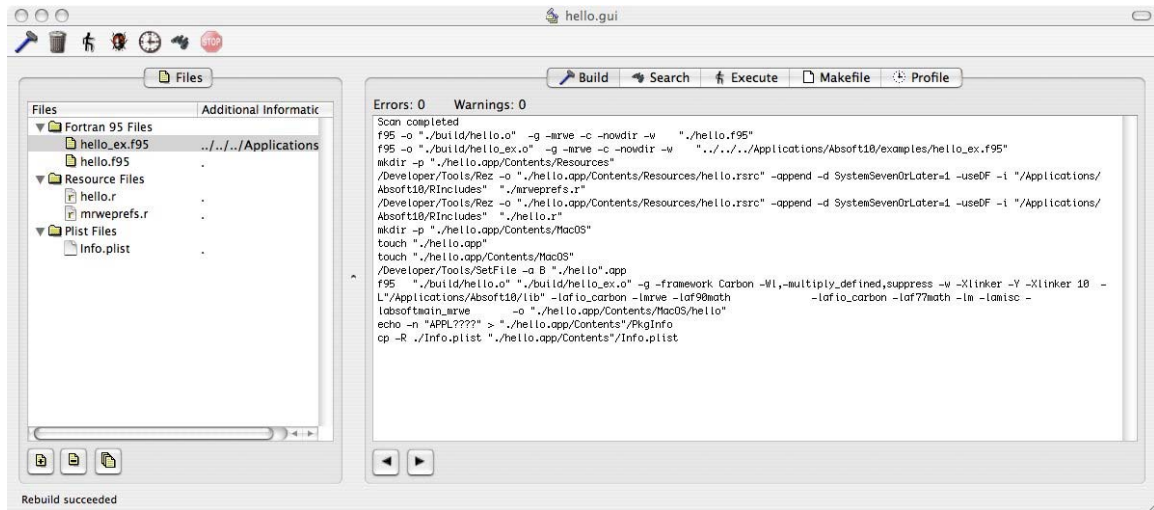 hello.gui
STOP
Files
Files Additional Informatic
Fortran 95 Files
hello_ex.f95 ../../../Applications
hello.f95 .
Resource Files
hello.r .
mrweprefs.r .
Plist Files
Info.plist .
Build Search Execute Makefile Profile
Errors: 0 Warnings: 0
Scan completed
f95 -o "./build/hello.o" -g -mrwe -c -nowdir -w "./hello.f95"
f95 -o "./build/hello_ex.o" -g -mrwe -c -nowdir -w "../../../Applications/Absoft10/examples/hello_ex.f95"
mkdir -p "./hello.app/Contents/Resources"
/Developer/Tools/Rez -o "./hello.app/Contents/Resources/hello.rsrc" -append -d SystemSevenOrLater=1 -useDF -i "/Applications/
Absoft10/RIncludes" "./mrweprefs.r"
/Developer/Tools/Rez -o "./hello.app/Contents/Resources/hello.rsrc" -append -d SystemSevenOrLater=1 -useDF -i "/Applications/
Absoft10/RIncludes" "./hello.r"
mkdir -p "./hello.app/Contents/MacOS"
touch "./hello.app"
touch "./hello.app/Contents/MacOS"
/Developer/Tools/SetFile -a B "./hello".app
f95 "./build/hello.o" "./build/hello_ex.o" -g -framework Carbon -Wl,-multiply_defined,suppress -w -Xlinker -Y -Xlinker 10 -
L"/Applications/Absoft10/lib" -lafio_carbon -lmrwe -laf90math -lafio_carbon -laf77math -lm -lamisc -
labsoftmain_mrwe -o "./hello.app/Contents/MacOS/hello"
echo -n "APPL????" > "./hello.app/Contents"/PkgInfo
cp -R ./Info.plist "./hello.app/Contents"/Info.plist
Rebuild succeeded